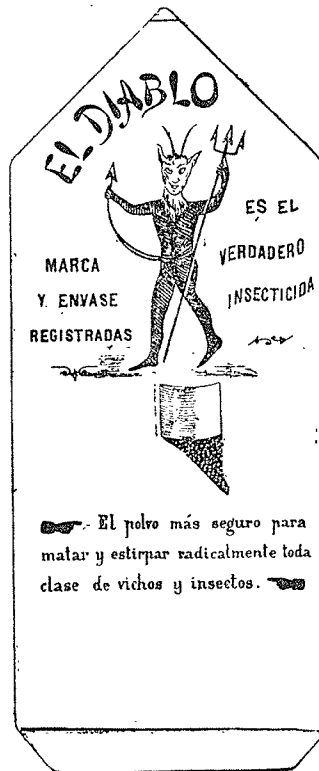 EL DIABLO
MARCA
Y ENVASE
REGISTRADAS
ES EL
VERDADERO
INSECTICIDA
El polvo más seguro para
matar y estirpar radicalmente toda
clase de vichos y insectos.